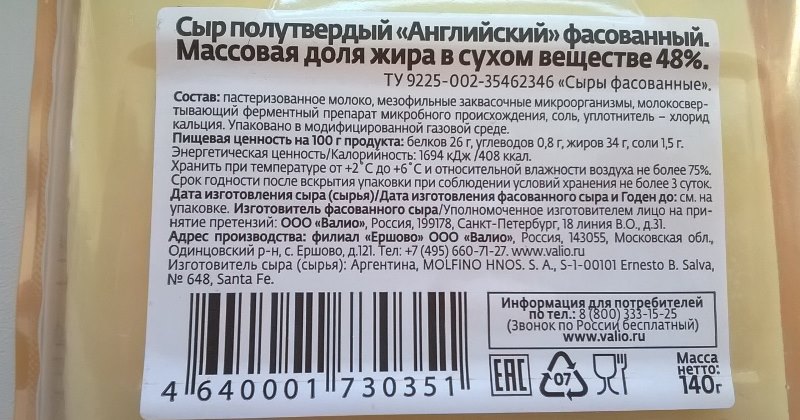 Сыр полутвердый «Английский» фасованный.
Массовая доля жира в сухом веществе 48%.
ТУ 9225-002-35462346 «Сыры фасованные».
Состав: пастеризованное молоко, мезофильные заквасочные микроорганизмы, молокосвер-
тывающий ферментный препарат микробного происхождения, соль, уплотнитель – хлорид
кальция. Упаковано в модифицированной газовой среде.
Пищевая ценность на 100 г продукта: белков 26 г, углеводов 0,8 г, жиров 34 г, соли 1,5 г.
Энергетическая ценность/Калорийность: 1694 кДж /408 ккал.
Хранить при температуре от +2˚С до +6˚С и относительной влажности воздуха не более 75%.
Срок годности после вскрытия упаковки при соблюдении условий хранения не более 3 суток.
Дата изготовления сыра (сырья)/Дата изготовления фасованного сыра и Годен до: см. на
упаковке. Изготовитель фасованного сыра/Уполномоченное изготовителем лицо на при-
нятие претензий: ООО «Валио», Россия, 199178, Санкт-Петербург, 18 линия В.О., д.31.
Адрес производства: филиал «Ершово» ООО «Валио», Россия, 143055, Московская обл.,
Одинцовский р-н, с. Ершово, д.121. Тел: +7 (495) 660-71-27. www.valio.ru
Изготовитель сыра (сырья): Аргентина, MOLFINO HNOS. S. A., S-1-00101 Ernesto B. Salva,
№ 648, Santa Fe.
Информация для потребителей
по тел.: 8 (800) 333-15-25
(Звонок по России бесплатный)
www.valio.ru
4 640001 730351
EAC
07
Масса
нетто:
140г